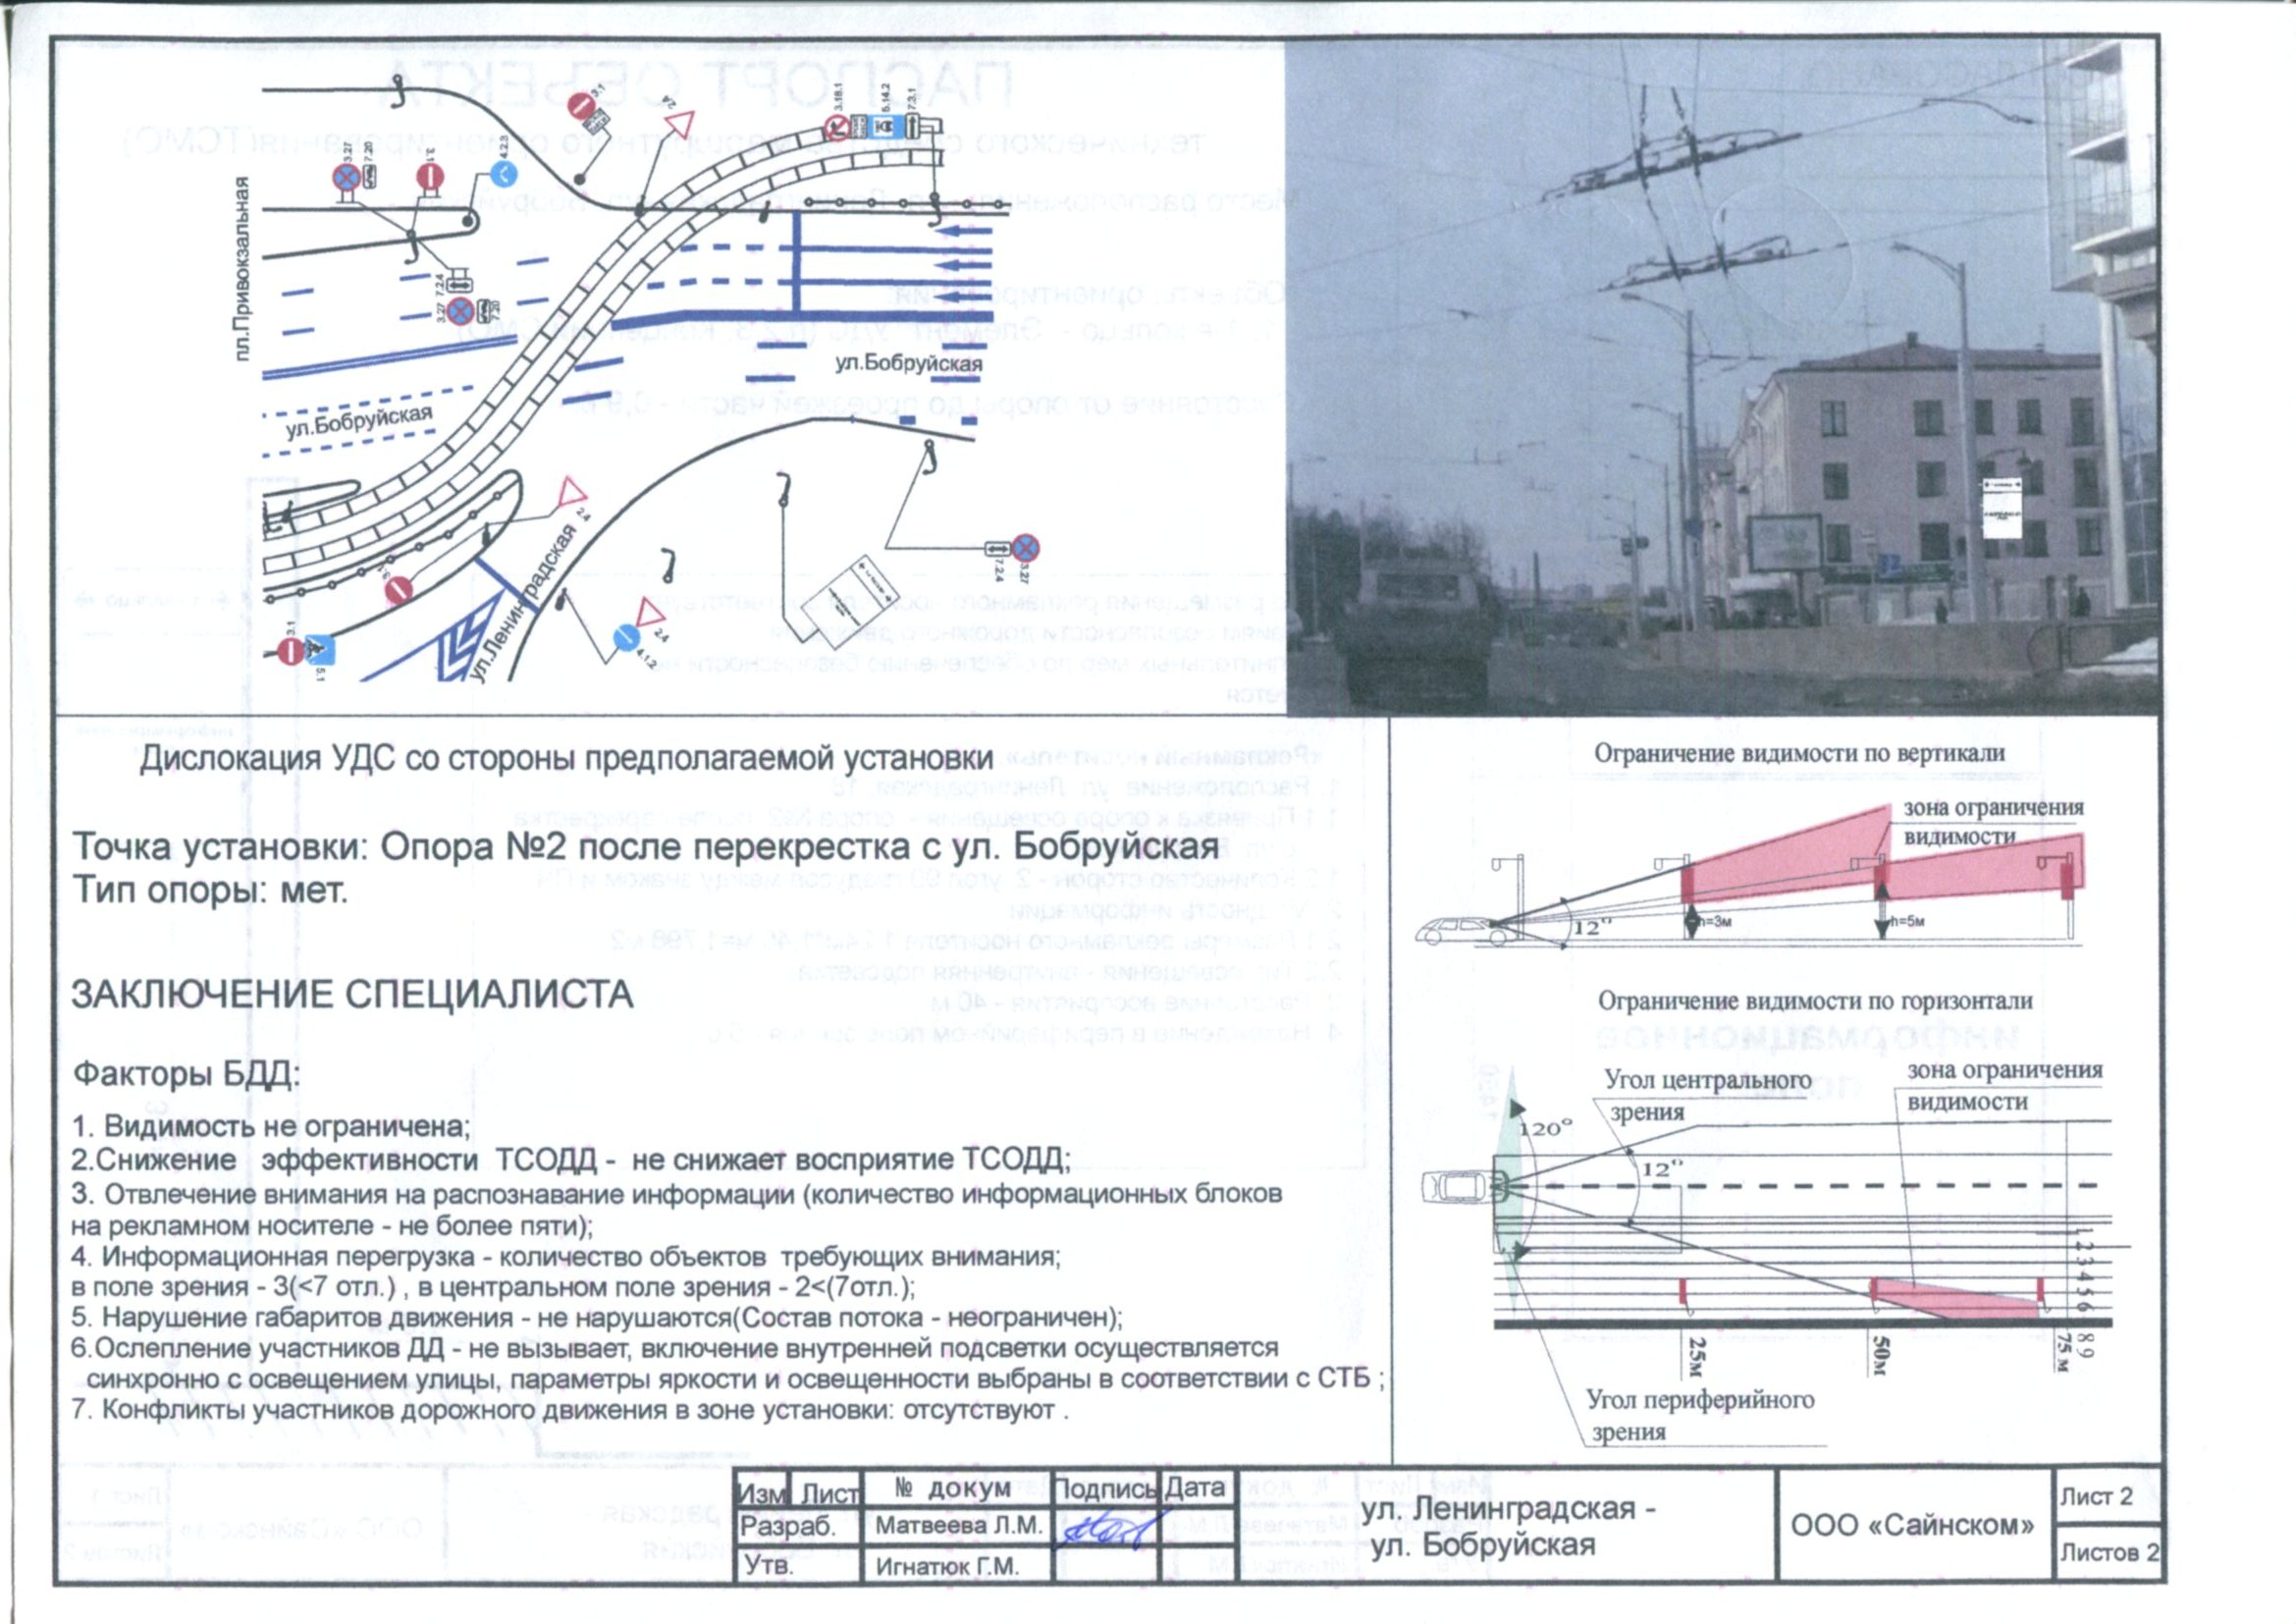 пл.Привокзальная
3.27
7.20
3.1
4.2.3
3.1
2.4
3.18.1
5.14.2
7.3.1
7.2.4
3.27
7.20
ул.Бобруйская
ул.Бобруйская
2.4
3.1
ул.Ленинградская
3.1
5.1
2.4
4.1.2
7.2.4
3.27
Дислокация УДС со стороны предполагаемой установки
Точка установки: Опора №2 после перекрестка с ул. Бобруйская
Тип опоры: мет.
ЗАКЛЮЧЕНИЕ СПЕЦИАЛИСТА
Факторы БДД:
1. Видимость не ограничена;
2.Снижение эффективности ТСОДД - не снижает восприятие ТСОДД;
3. Отвлечение внимания на распознавание информации (количество информационных блоков
на рекламном носителе - не более пяти);
4. Информационная перегрузка - количество объектов требующих внимания;
в поле зрения - 3(<7 отл.) , в центральном поле зрения - 2<(7отл.);
5. Нарушение габаритов движения - не нарушаются(Состав потока - неограничен);
6.Ослепление участников ДД - не вызывает, включение внутренней подсветки осуществляется
синхронно с освещением улицы, параметры яркости и освещенности выбраны в соответствии с СТБ ;
7. Конфликты участников дорожного движения в зоне установки: отсутствуют .
Ограничение видимости по вертикали
зона ограничения
видимости
12°
h=3м
h=5м
Ограничение видимости по горизонтали
Угол центрального
зрения
зона ограничения
видимости
120°
12°
1 2 3 4 5 6 8 9
25м
50м
75 м
Угол периферийного
зрения
Изм Лист № докум Подпись Дата
Разраб. Матвеева Л.М.
Утв. Игнатюк Г.М.
ул. Ленинградская -
ул. Бобруйская
ООО «Сайнском»
Лист 2
Листов 2